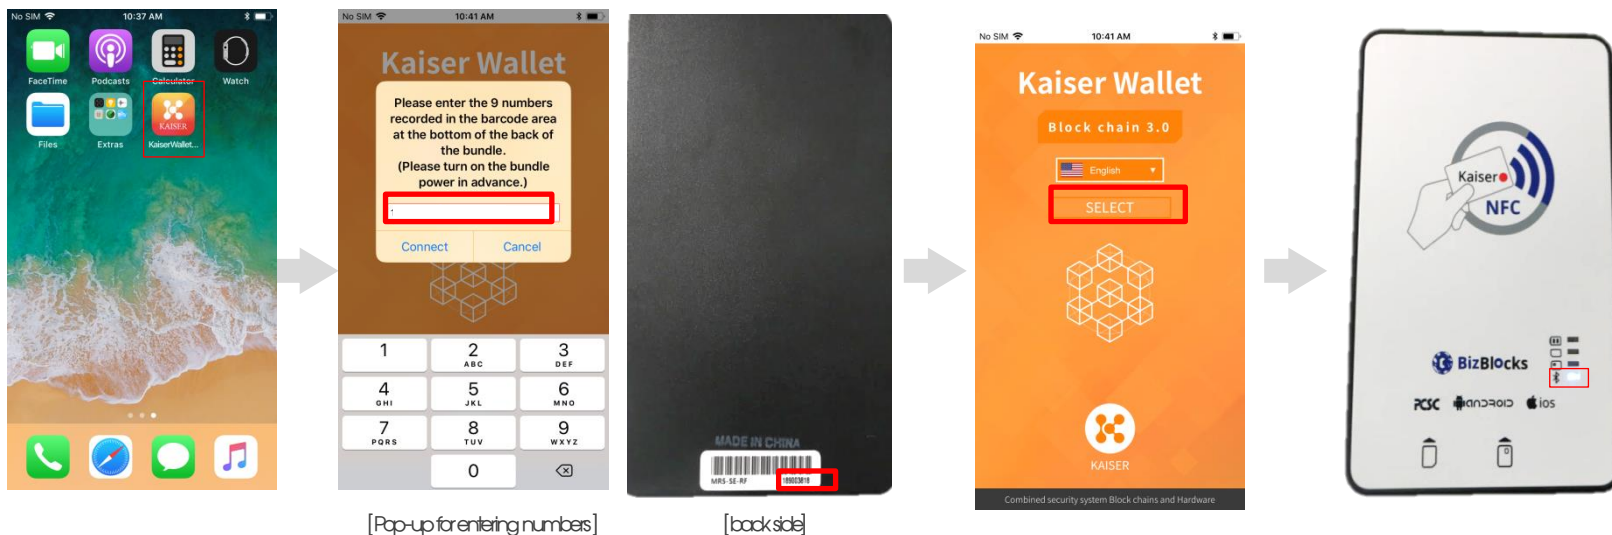 No SIM 10:37 AM
FaceTime Podcasts Calculator Watch
Files Extras KAISER KaiserWallet...
No SIM 10:41 AM
Kaiser Wallet
Please enter the 9 numbers
recorded in the barcode area
at the bottom of the back of
the bundle.
(Please turn on the bundle
power in advance.)
Connect Cancel
1 2 ABC 3 DEF
4 GHI 5 JKL 6 MNO
7 PQRS 8 TUV 9 WXYZ
0
[Pop-up for entering numbers]
MADE IN CHINA
MRS-SE-RF 189003818
[back side]
No SIM 10:41 AM
Kaiser Wallet
Block chain 3.0
English
SELECT
KAISER
Combined security system Block chains and Hardware
Kaiser
NFC
BizBlocks
PCSC ANDROID ios